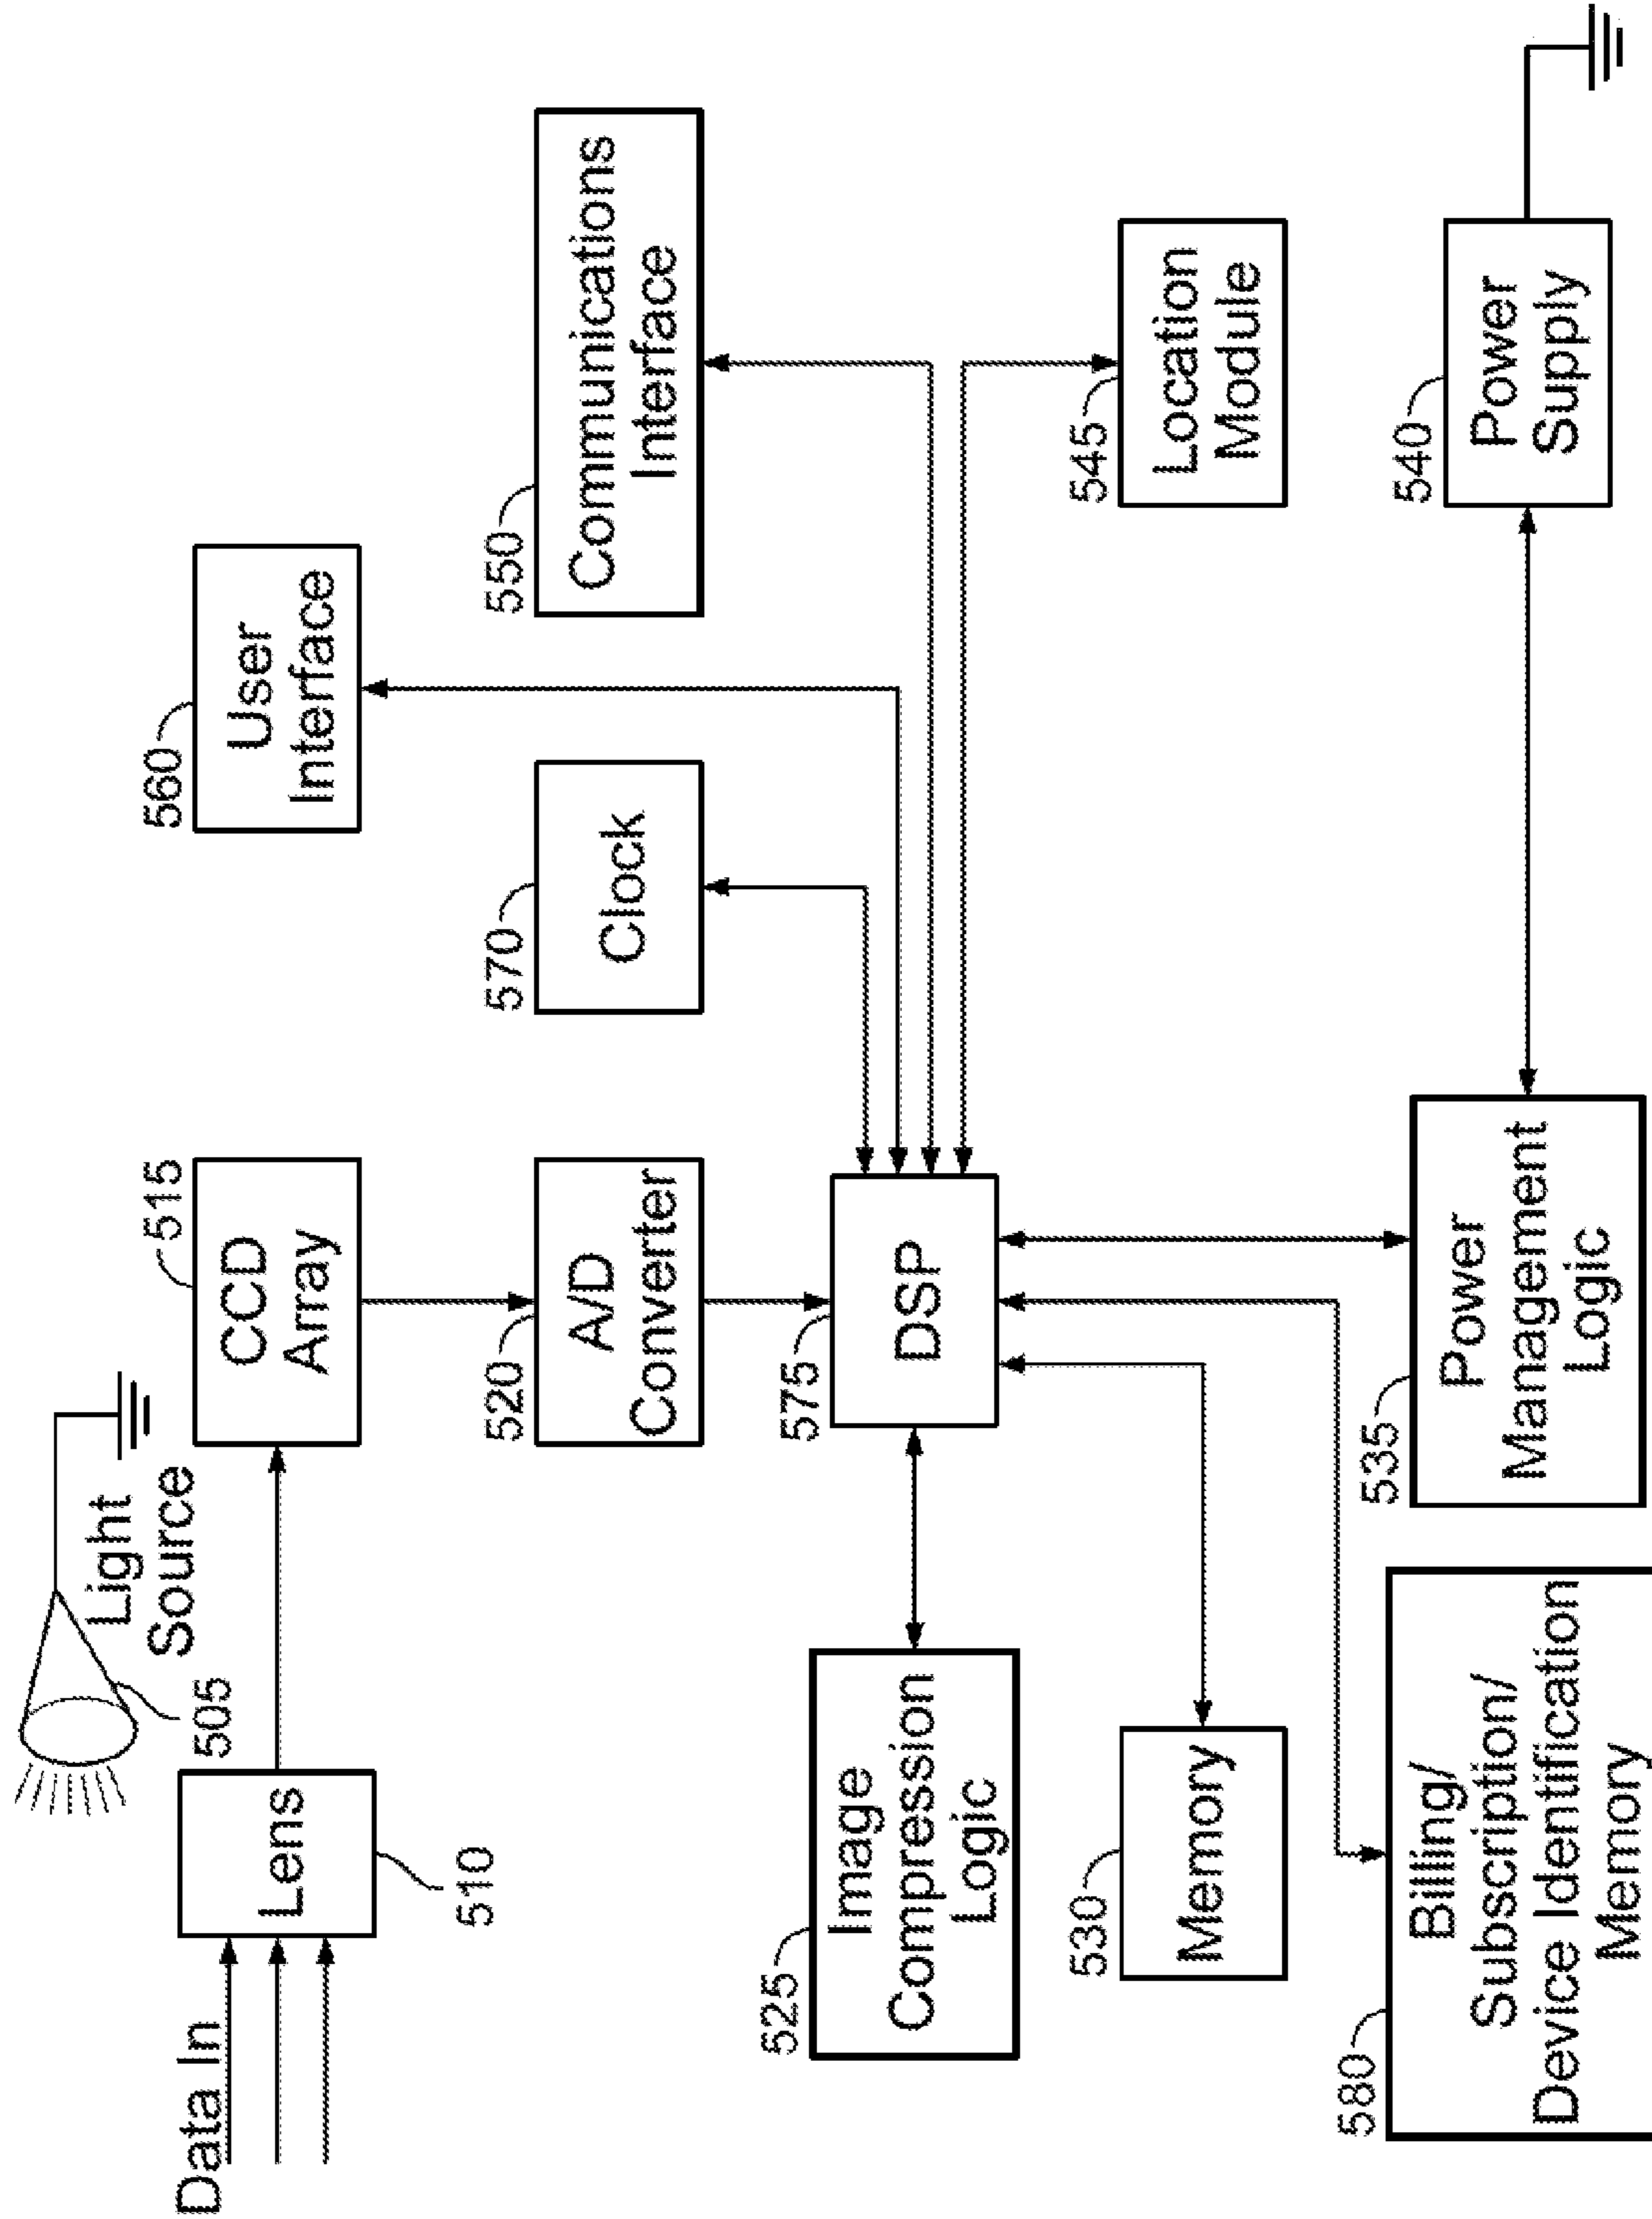 Data In
Lens
510
505
Light
Source
CCD
Array
515
A/D
Converter
520
DSP
575
Clock
570
User
Interface
560
Communications
Interface
550
Location
Module
545
Image
Compression
Logic
525
Memory
530
Billing/
Subscription/
Device Identification
Memory
580
Power
Management
Logic
535
Power
Supply
540